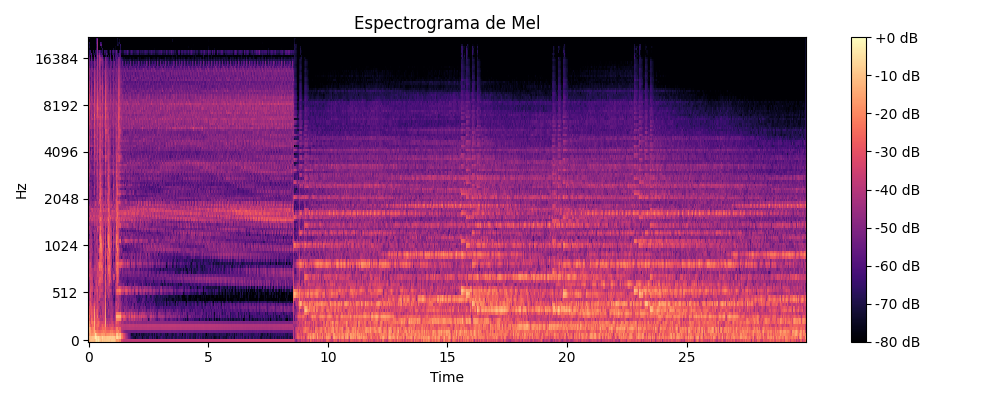 Espectrograma de Mel
Hz
16384
8192
4096
2048
1024
512
0
0 5 10 15 20 25
Time
+0 dB
-10 dB
-20 dB
-30 dB
-40 dB
-50 dB
-60 dB
-70 dB
-80 dB